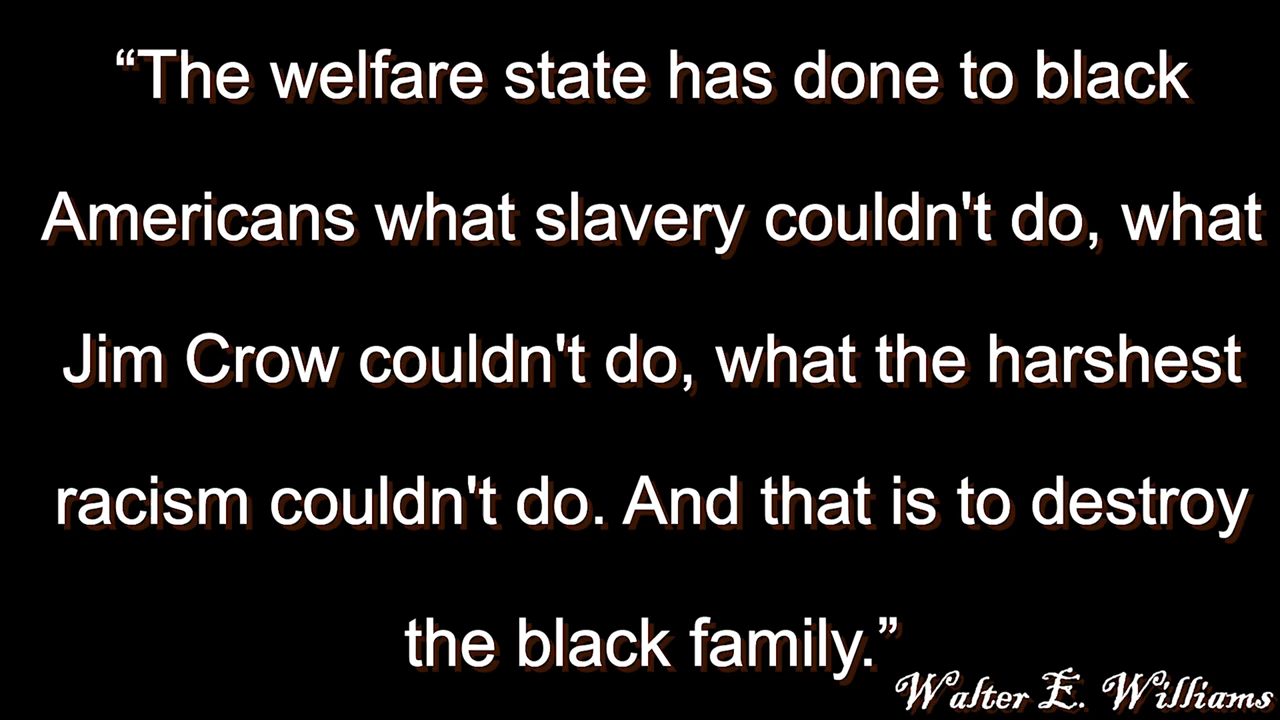 “The welfare state has done to black
Americans what slavery couldn't do, what
Jim Crow couldn't do, what the harshest
racism couldn't do. And that is to destroy
the black family.”
Walter E. Williams